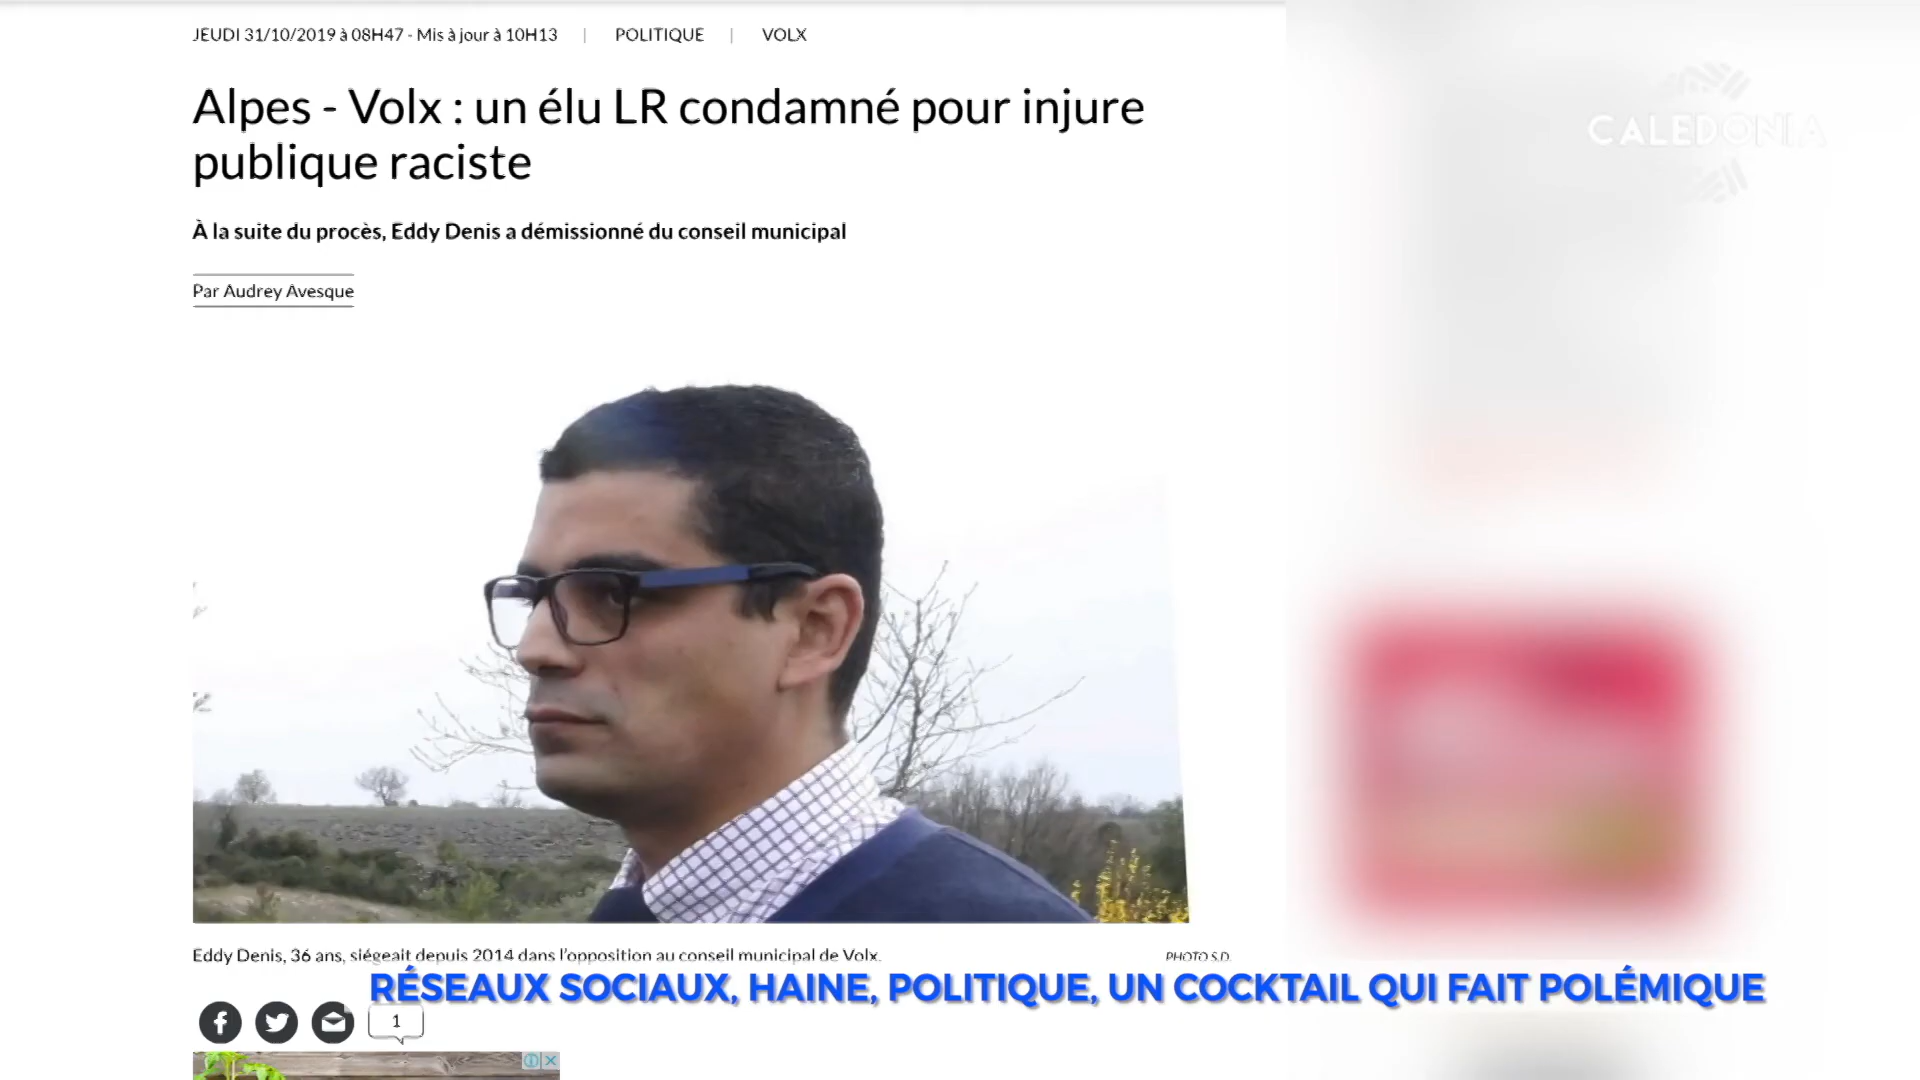 JEUDI 31/10/2019 à 08H47 - Mis à jour à 10H13 | POLITIQUE | VOLX
CALEDONIA
Alpes - Volx : un élu LR condamné pour injure
publique raciste
À la suite du procès, Eddy Denis a démissionné du conseil municipal
Par Audrey Avesque
Eddy Denis, 36 ans, siégeait depuis 2014 dans l'opposition au conseil municipal de Volx.
PHOTO S.D.
RÉSEAUX SOCIAUX, HAINE, POLITIQUE, UN COCKTAIL QUI FAIT POLÉMIQUE
1